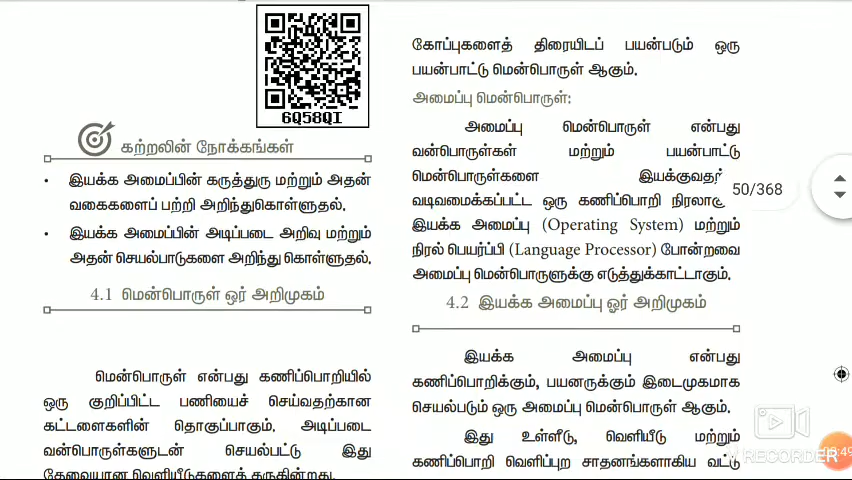 6Q58QI
கற்றலின் நோக்கங்கள்
• இயக்க அமைப்பின் கருத்துரு மற்றும் அதன்
வகைகளைப் பற்றி அறிந்துகொள்ளுதல்.
• இயக்க அமைப்பின் அடிப்படை அறிவு மற்றும்
அதன் செயல்பாடுகளை அறிந்து கொள்ளுதல்.
4.1 மென்பொருள் ஓர் அறிமுகம்
மென்பொருள் என்பது கணிப்பொறியில்
ஒரு குறிப்பிட்ட பணியைச் செய்வதற்கான
கட்டளைகளின் தொகுப்பாகும். அடிப்படை
வன்பொருள்களுடன் செயல்பட்டு இது
தேவையான வெளியீடுகளைத் தருகின்றது.
கோப்புகளைத் திரையிடப் பயன்படும் ஒரு
பயன்பாட்டு மென்பொருள் ஆகும்.
அமைப்பு மென்பொருள்:
அமைப்பு மென்பொருள் என்பது
வன்பொருள்கள் மற்றும் பயன்பாட்டு
மென்பொருள்களை
வடிவமைக்கப்பட்ட ஒரு கணிப்பொறி
இயக்க அமைப்பு (Operating System) மற்றும்
நிரல் பெயர்ப்பி (Language Processor) போன்றவை
அமைப்பு மென்பொருளுக்கு எடுத்துக்காட்டாகும்.
4.2 இயக்க அமைப்பு ஓர் அறிமுகம்
இயக்க அமைப்பு என்பது
கணிப்பொறிக்கும், பயனருக்கும் இடைமுகமாக
செயல்படும் ஒரு அமைப்பு மென்பொருள் ஆகும்.
இது உள்ளீடு, வெளியீடு மற்றும்
கணிப்பொறி வெளிப்புற சாதனங்களாகிய வட்டு
50/368
RECORDER